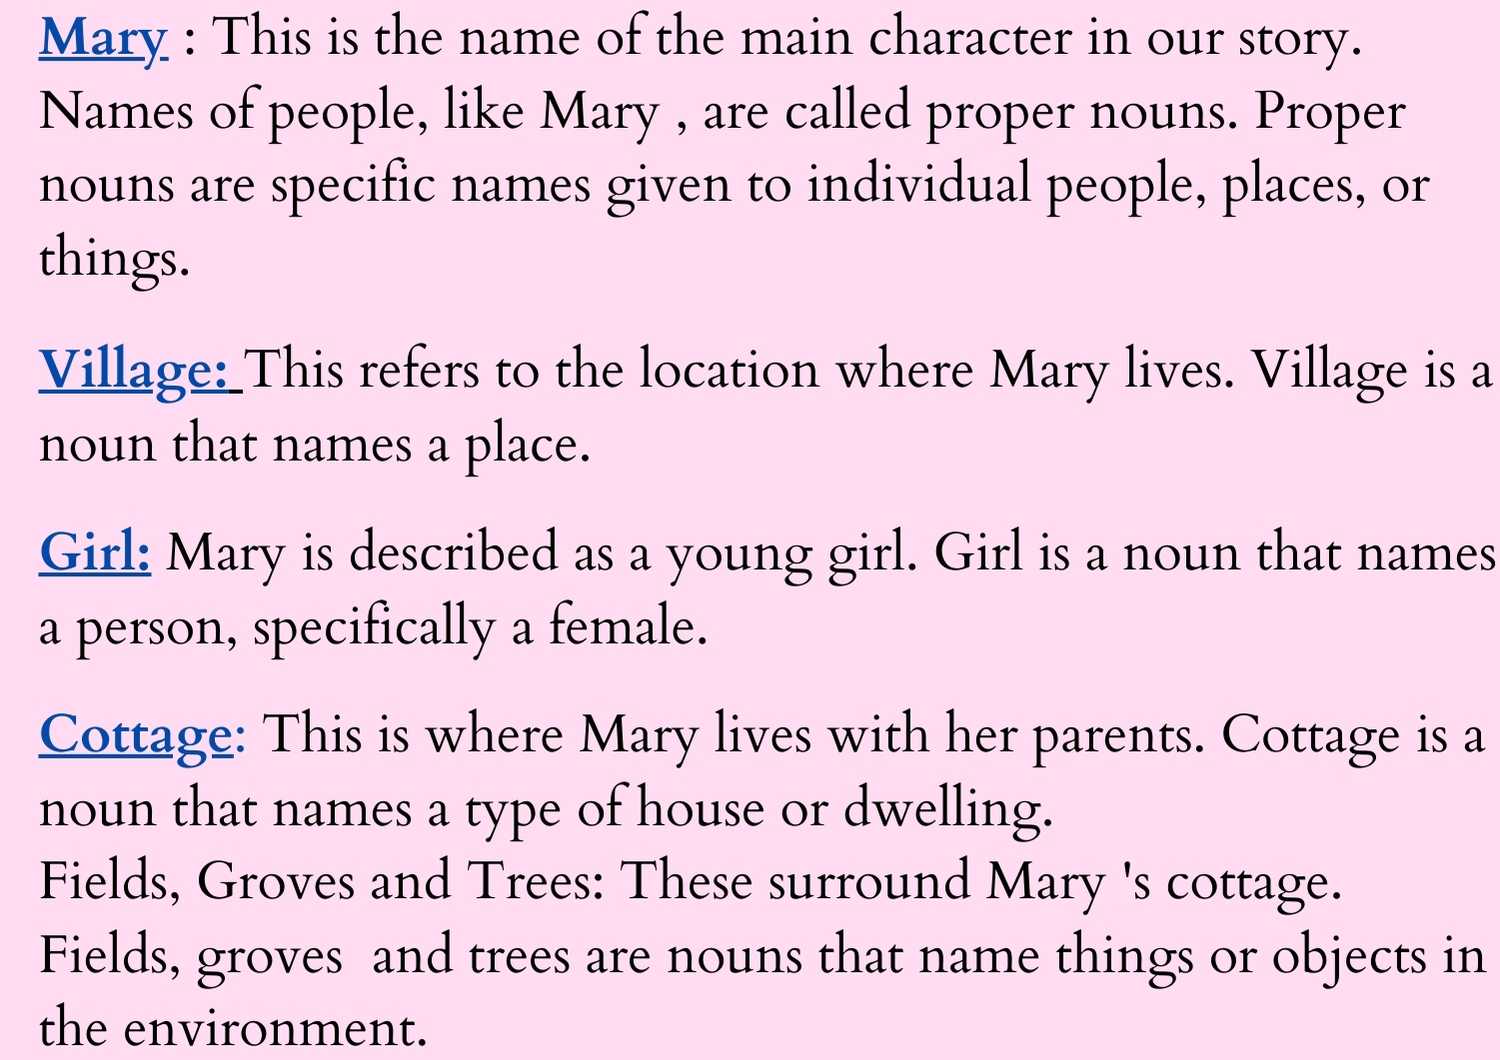 Mary : This is the name of the main character in our story.
Names of people, like Mary , are called proper nouns. Proper
nouns are specific names given to individual people, places, or
things.
Village: This refers to the location where Mary lives. Village is a
noun that names a place.
Girl: Mary is described as a young girl. Girl is a noun that names
a person, specifically a female.
Cottage: This is where Mary lives with her parents. Cottage is a
noun that names a type of house or dwelling.
Fields, Groves and Trees: These surround Mary 's cottage.
Fields, groves  and trees are nouns that name things or objects in
the environment.